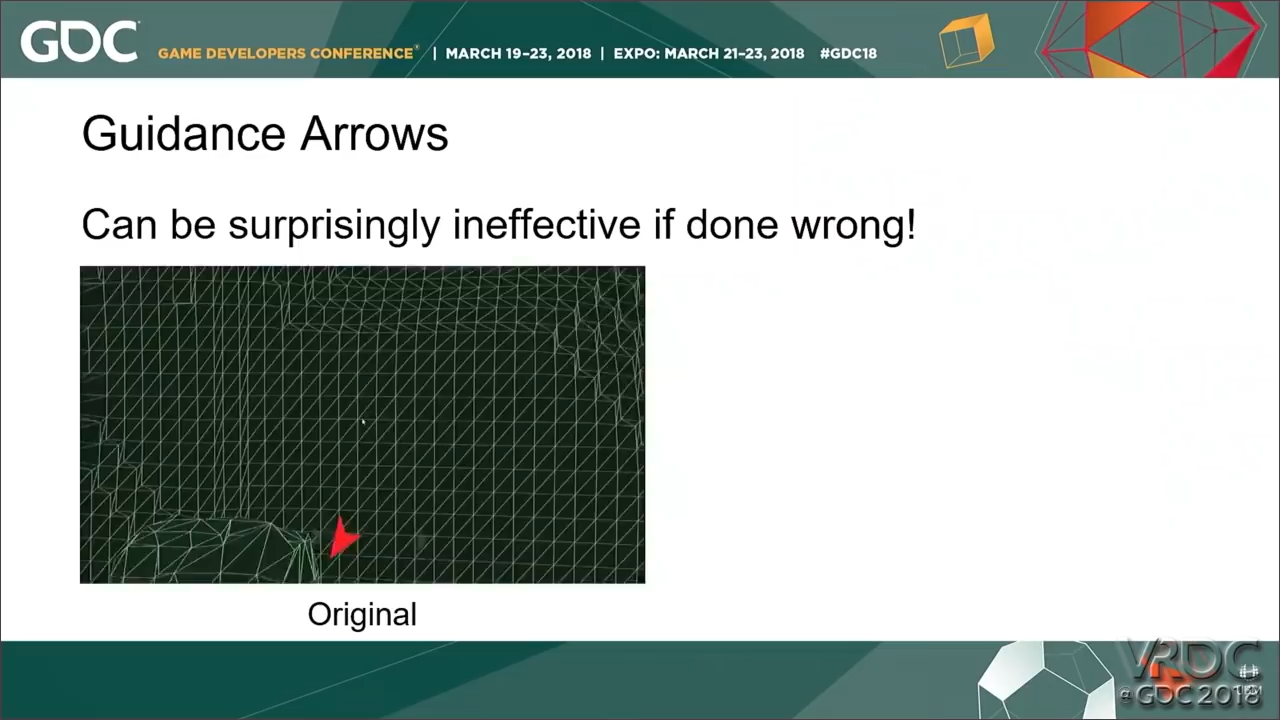 GDC GAME DEVELOPERS CONFERENCE® | MARCH 19–23, 2018 | EXPO: MARCH 21–23, 2018 #GDC18
Guidance Arrows
Can be surprisingly ineffective if done wrong!
Original
VRDC
@ GDC 2018